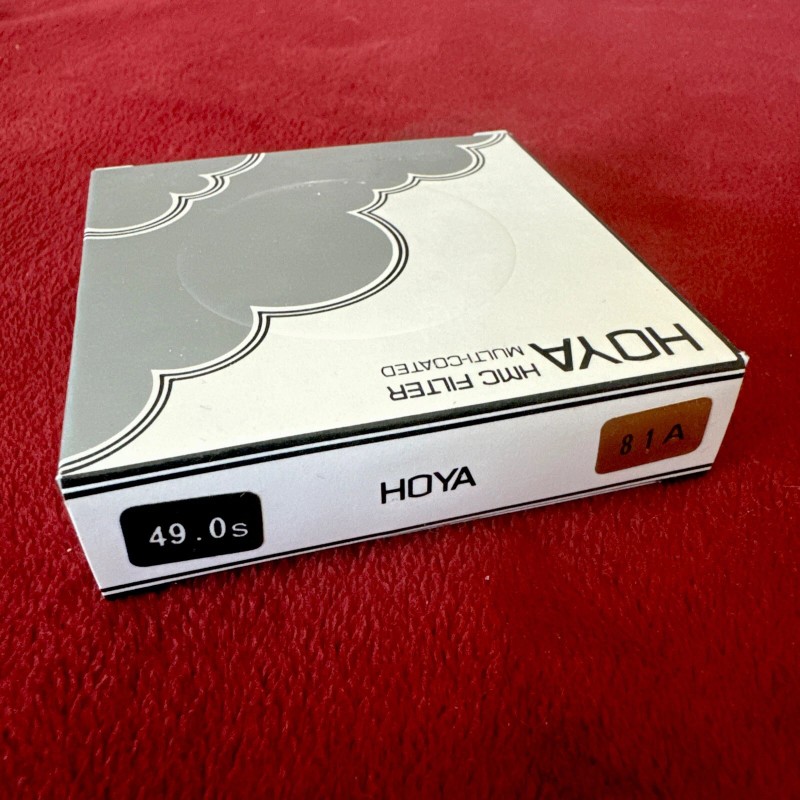 HOYA
MULTI-COATED
HMC FILTER
49.0s
HOYA
81A